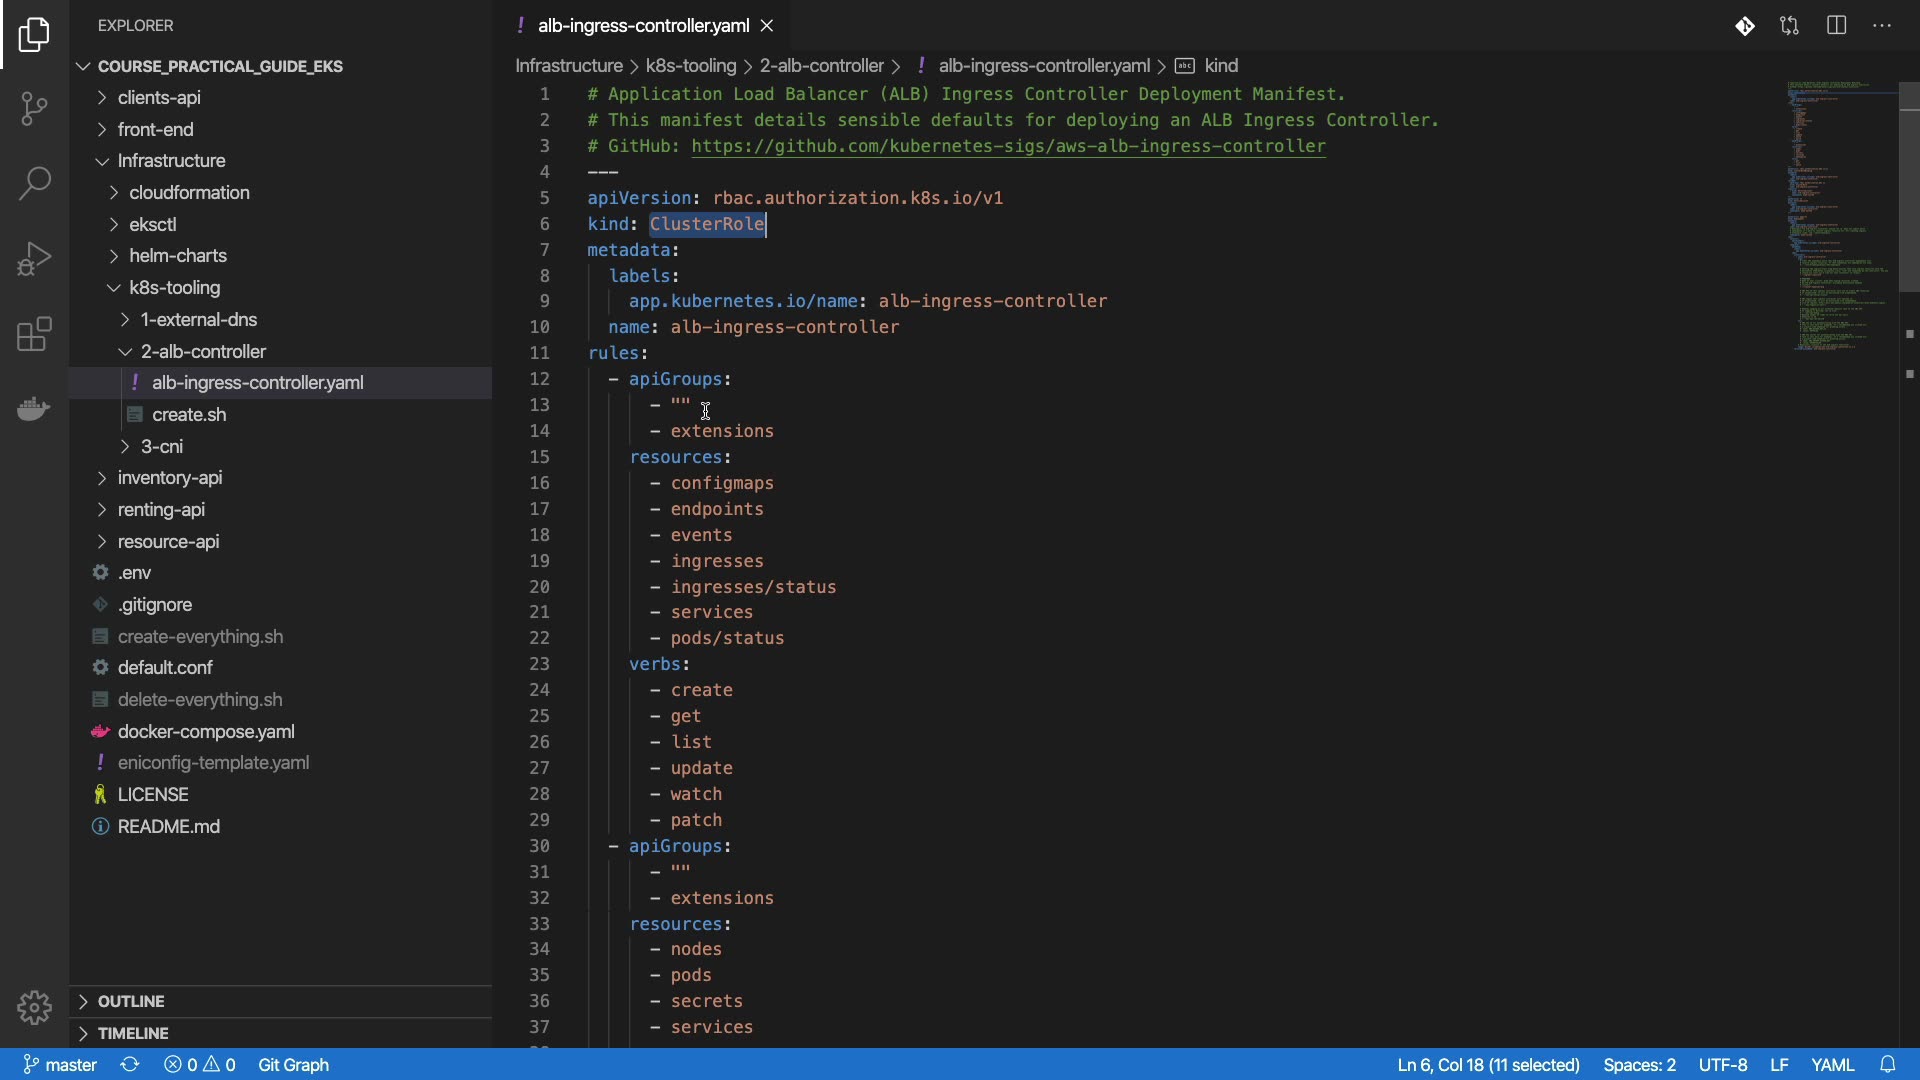 EXPLORER
COURSE_PRACTICAL_GUIDE_EKS
clients-api
front-end
Infrastructure
cloudformation
eksctl
helm-charts
k8s-tooling
1-external-dns
2-alb-controller
! alb-ingress-controller.yaml
create.sh
3-cni
inventory-api
renting-api
resource-api
.env
.gitignore
create-everything.sh
default.conf
delete-everything.sh
docker-compose.yaml
! eniconfig-template.yaml
LICENSE
README.md
OUTLINE
TIMELINE
! alb-ingress-controller.yaml
Infrastructure > k8s-tooling > 2-alb-controller > ! alb-ingress-controller.yaml > abc kind
1 # Application Load Balancer (ALB) Ingress Controller Deployment Manifest.
2 # This manifest details sensible defaults for deploying an ALB Ingress Controller.
3 # GitHub: https://github.com/kubernetes-sigs/aws-alb-ingress-controller
4 ---
5 apiVersion: rbac.authorization.k8s.io/v1
6 kind: ClusterRole
7 metadata:
8 labels:
9 app.kubernetes.io/name: alb-ingress-controller
10 name: alb-ingress-controller
11 rules:
12 - apiGroups:
13 - ""
14 - extensions
15 resources:
16 - configmaps
17 - endpoints
18 - events
19 - ingresses
20 - ingresses/status
21 - services
22 - pods/status
23 verbs:
24 - create
25 - get
26 - list
27 - update
28 - watch
29 - patch
30 - apiGroups:
31 - ""
32 - extensions
33 resources:
34 - nodes
35 - pods
36 - secrets
37 - services
master 0 0 Git Graph
Ln 6, Col 18 (11 selected) Spaces: 2 UTF-8 LF YAML